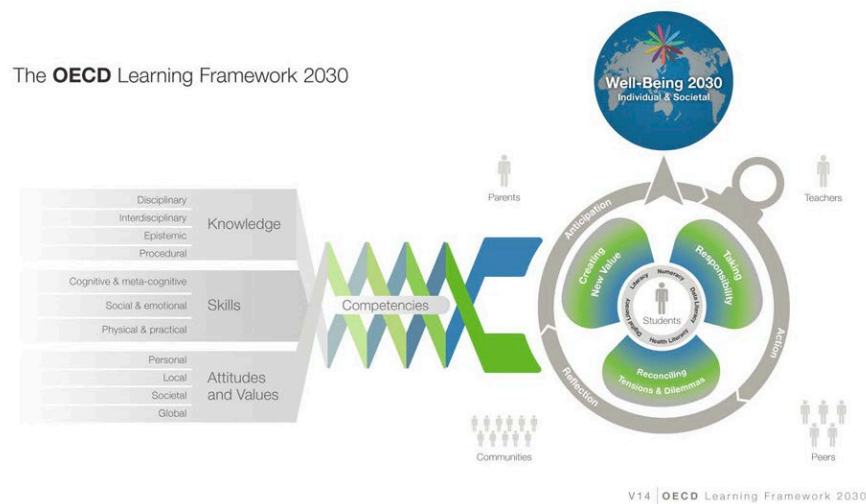 The OECD Learning Framework 2030
Well-Being 2030
Individual & Societal
Parents
Teachers
Disciplinary
Interdisciplinary
Epistemic
Procedural
Knowledge
Cognitive & meta-cognitive
Social & emotional
Physical & practical
Skills
Personal
Local
Societal
Global
Attitudes
and Values
Competencies
Anticipation
Action
Reflection
Creating
New Value
Taking
Responsibility
Reconciling
Tensions & Dilemmas
Literacy
Numeracy
Data Literacy
Health Literacy
Digital Literacy
Students
Communities
Peers
V14 | OECD Learning Framework 2030